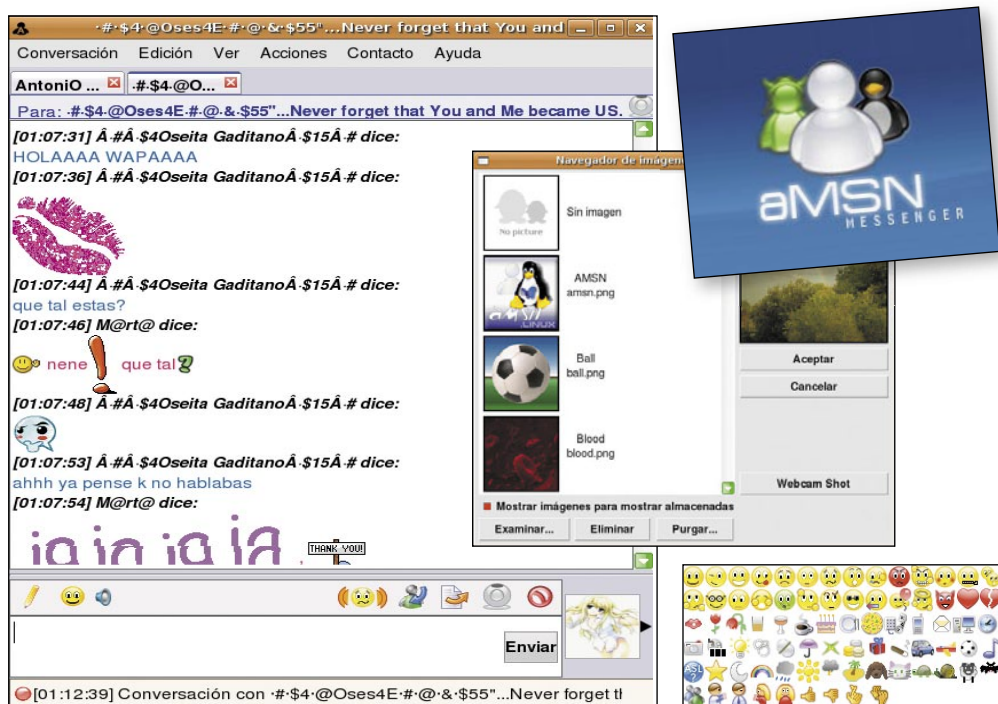 ·#·$4·@Oses4E·#·@·&·$55"...Never forget that You and
Conversación Edición Ver Acciones Contacto Ayuda
AntoniO ... ·#·$4·@O...
Para: ·#·$4·@Oses4E·#·@·&·$55"...Never forget that You and Me became US.
[01:07:31] Â·#Â·$4Oseita GaditanoÂ·$15Â·# dice:
HOLAAAA WAPAAAA
[01:07:36] Â·#Â·$4Oseita GaditanoÂ·$15Â·# dice:
[01:07:44] Â·#Â·$4Oseita GaditanoÂ·$15Â·# dice:
que tal estas?
[01:07:46] M@rt@ dice:
nene ! que tal ?
[01:07:48] Â·#Â·$4Oseita GaditanoÂ·$15Â·# dice:
[01:07:53] Â·#Â·$4Oseita GaditanoÂ·$15Â·# dice:
ahhh ya pense k no hablabas
[01:07:54] M@rt@ dice:
ja ja ja ja THANK YOU!
Enviar
[01:12:39] Conversación con ·#·$4·@Oses4E·#·@·&·$55"...Never forget tl
Navegador de imágen
No picture
Sin imagen
AMSN
amsn.png
amsn
LINUX
Ball
ball.png
Blood
blood.png
Mostrar imágenes para mostrar almacenadas
Examinar... Eliminar Purgar...
Aceptar
Cancelar
Webcam Shot
aMSN
MESSENGER
ASL